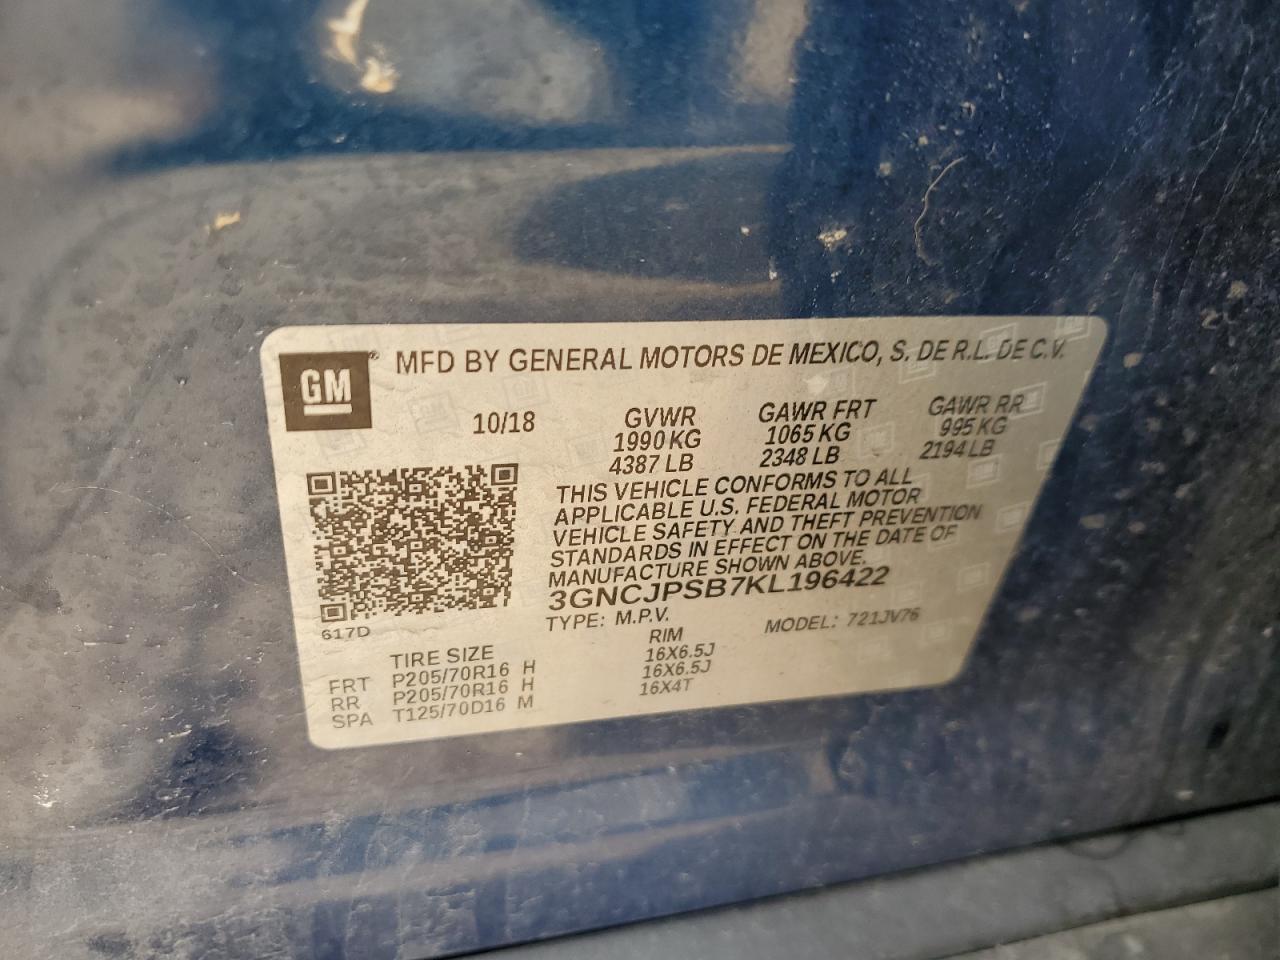 GM® MFD BY GENERAL MOTORS DE MEXICO, S. DE R.L. DE C.V.
10/18 GVWR GAWR FRT GAWR RR
1990 KG 1065 KG 995 KG
4387 LB 2348 LB 2194 LB
THIS VEHICLE CONFORMS TO ALL
APPLICABLE U.S. FEDERAL MOTOR
VEHICLE SAFETY AND THEFT PREVENTION
STANDARDS IN EFFECT ON THE DATE OF
MANUFACTURE SHOWN ABOVE.
3GNCJPSB7KL196422
617D TYPE: M.P.V. MODEL: 721JV76
TIRE SIZE RIM
FRT P205/70R16 H 16X6.5J
RR P205/70R16 H 16X6.5J
SPA T125/70D16 M 16X4T